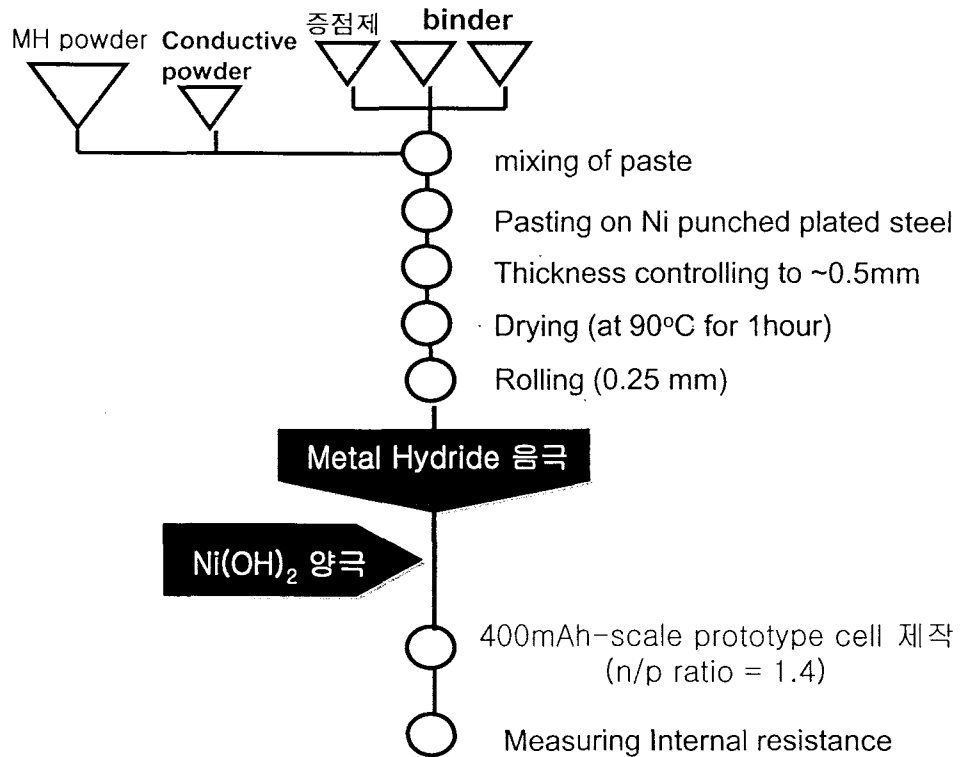 MH powder
Conductive
powder
증점제
binder
mixing of paste
Pasting on Ni punched plated steel
Thickness controlling to ~0.5mm
Drying (at 90°C for 1hour)
Rolling (0.25 mm)
Metal Hydride 음극
Ni(OH)₂ 양극
400mAh-scale prototype cell 제작
(n/p ratio = 1.4)
Measuring Internal resistance